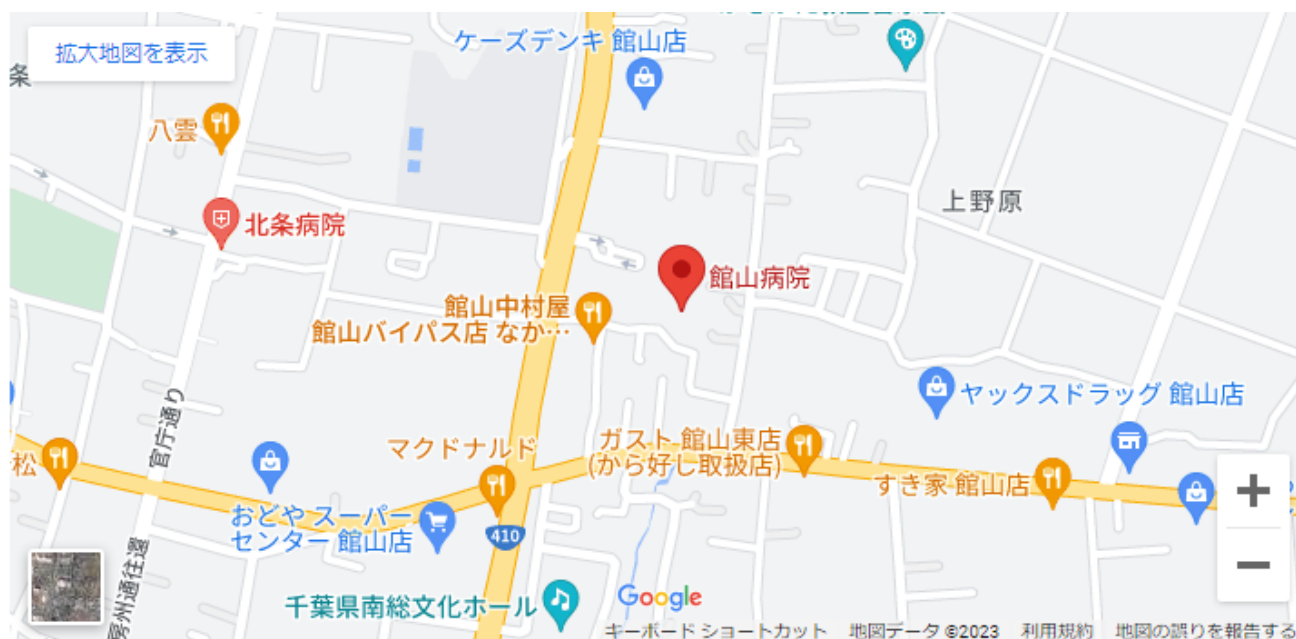 ケーズデンキ 館山店
拡大地図を表示
条
八雲
上野原
北条病院
館山病院
館山中村屋
館山バイパス店 なか…
ヤックスドラッグ 館山店
官庁通り
マクドナルド
ガスト 館山東店
(から好し取扱店)
松
すき家 館山店
おどや スーパー
センター 館山店
410
房州通往還
千葉県南総文化ホール
Google
キーボード ショートカット
地図データ ©2023
利用規約
地図の誤りを報告する